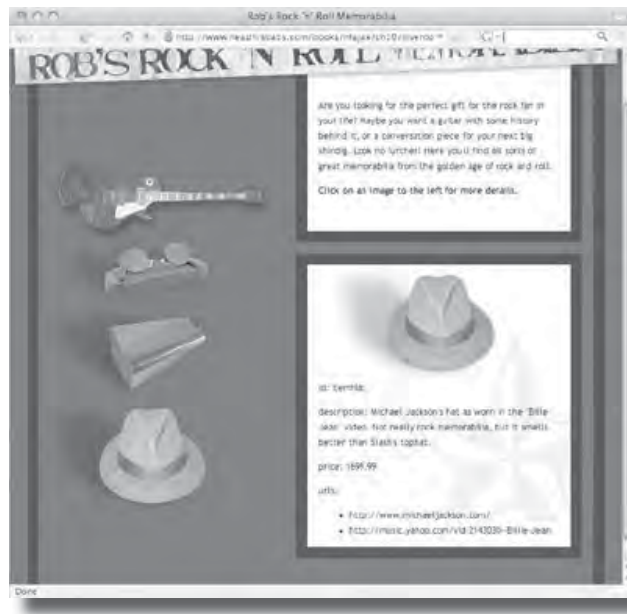 Rob's Rock 'n' Roll Memorabilia
ROB'S ROCK 'N' ROLL
Are you looking for the perfect gift for the rock fan in
your life? Maybe you want a guitar with some history
behind it, or a conversation piece for your next big
shindig. Look no further! Here you'll find all sorts of
great memorabilia from the golden age of rock and roll.
Click on an image to the left for more details.
id:
description: Michael Jackson's hat as worn in the 'Billie
Jean' video. Not really rock memorabilia, but it smells
better than Slash's tophat.
price: 1699.99
urls:
• http://www.michaeljackson.com/
• http://music.yahoo.com/vid-2143030--Billie-Jean
Done